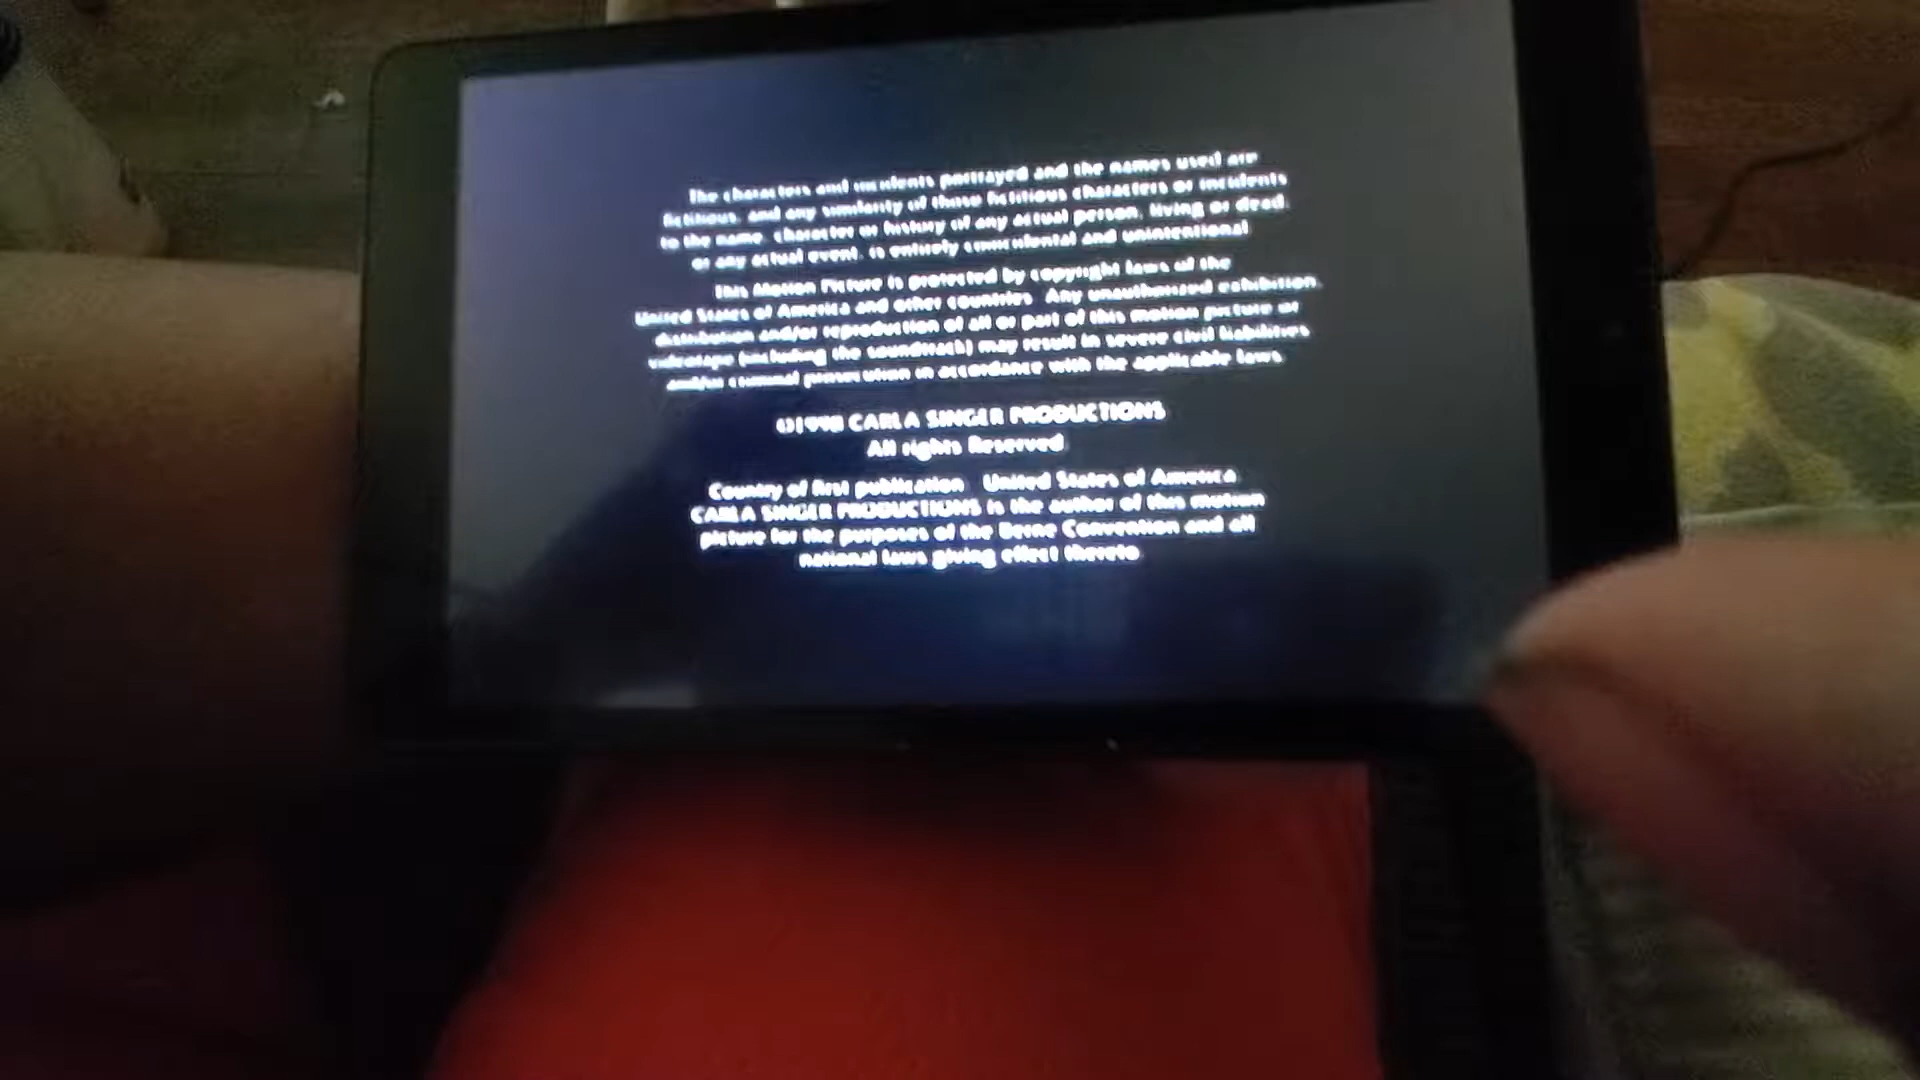 The characters and incidents portrayed and the names used are
fictitious, and any similarity of those fictitious characters or incidents
to the name, character or history of any actual person, living or dead,
or any actual event, is entirely coincidental and unintentional
This Motion Picture is protected by copyright laws of the
United States of America and other countries. Any unauthorized exhibition,
distribution and/or reproduction of all or part of this motion picture or
videotape (including the soundtrack) may result in severe civil liabilities
and/or criminal prosecution in accordance with the applicable laws
©1998 CARLA SINGER PRODUCTIONS
All rights Reserved
Country of first publication United States of America
CARLA SINGER PRODUCTIONS is the author of this motion
picture for the purposes of the Berne Convention and all
national laws giving effect thereto